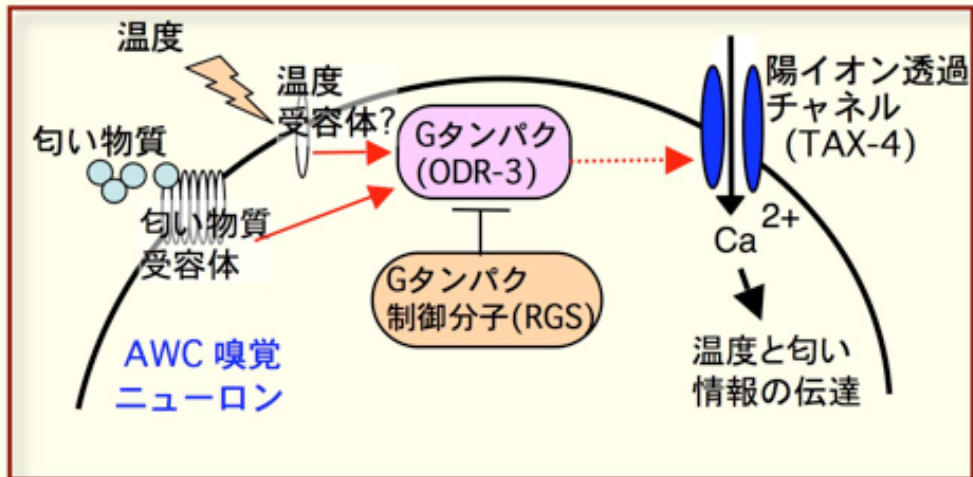 温度
温度
受容体?
匂い物質
匂い物質
受容体
Gタンパク
(ODR-3)
Gタンパク
制御分子(RGS)
陽イオン透過
チャネル
(TAX-4)
Ca2+
温度と匂い
情報の伝達
AWC 嗅覚
ニューロン